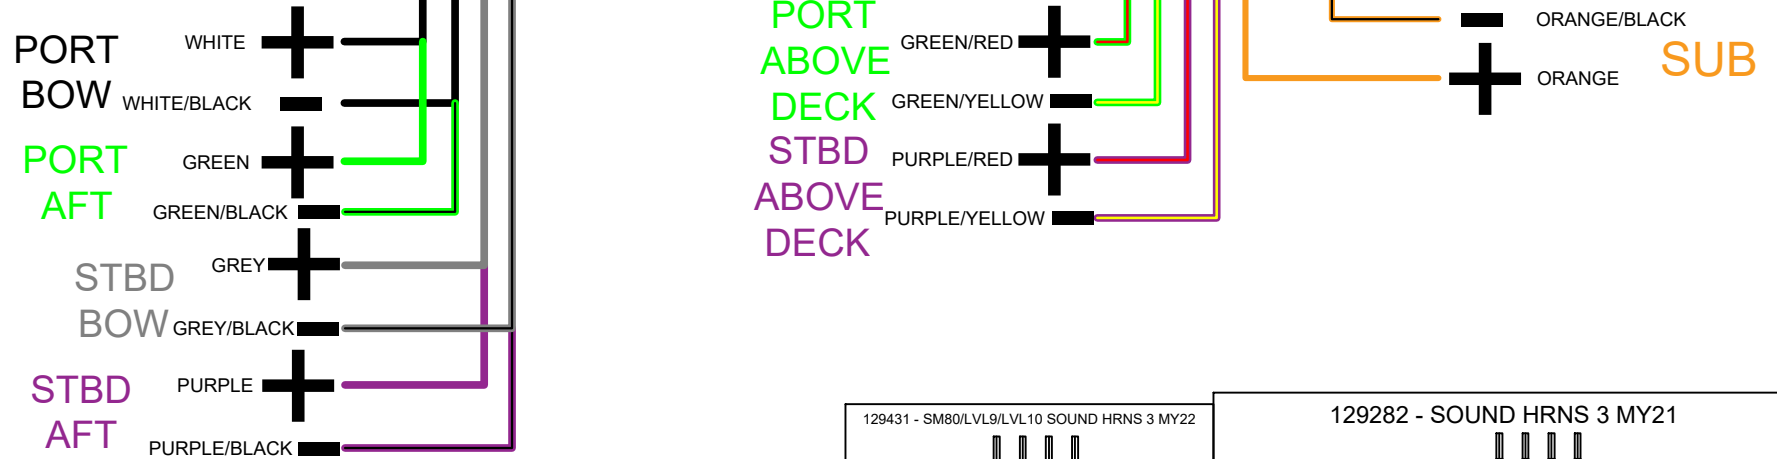 PORT
BOW
WHITE
WHITE/BLACK
PORT
AFT
GREEN
GREEN/BLACK
STBD
BOW
GREY
GREY/BLACK
STBD
AFT
PURPLE
PURPLE/BLACK
PORT
ABOVE
DECK
GREEN/RED
GREEN/YELLOW
STBD
ABOVE
DECK
PURPLE/RED
PURPLE/YELLOW
ORANGE/BLACK
ORANGE
SUB
129431 - SM80/LVL9/LVL10 SOUND HRNS 3 MY22
129282 - SOUND HRNS 3 MY21